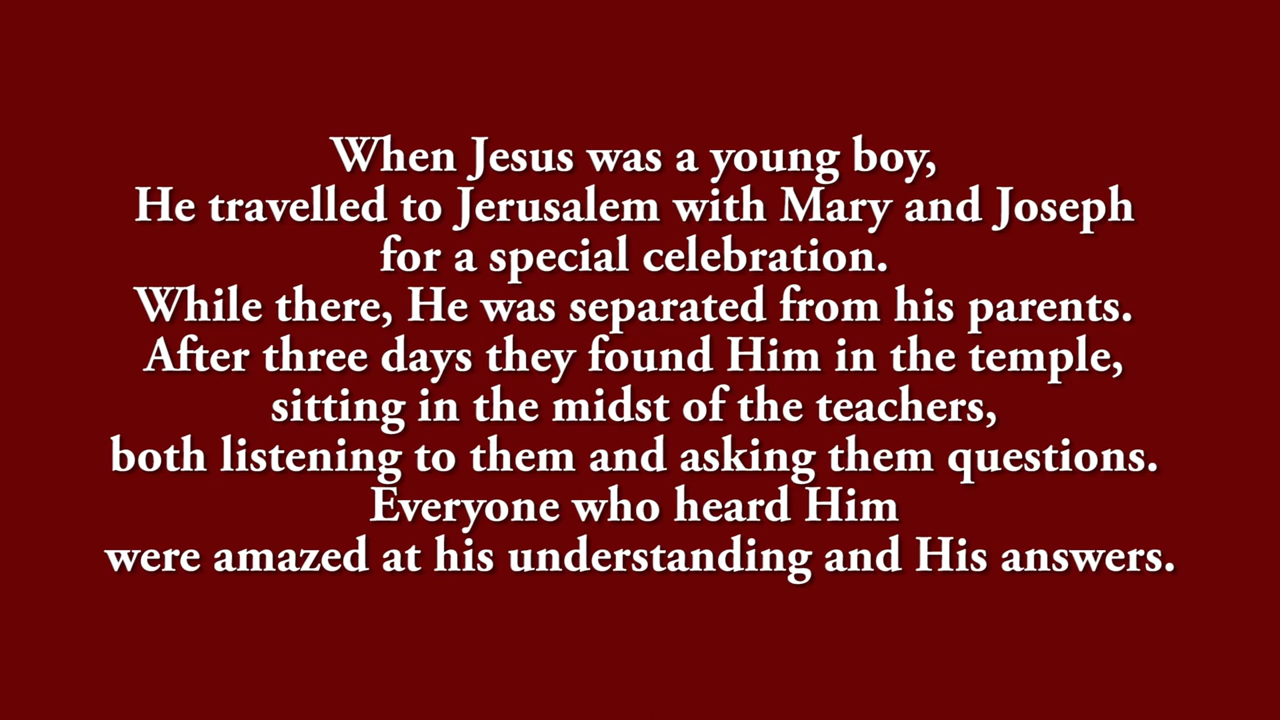 When Jesus was a young boy,
He travelled to Jerusalem with Mary and Joseph
for a special celebration.
While there, He was separated from his parents.
After three days they found Him in the temple,
sitting in the midst of the teachers,
both listening to them and asking them questions.
Everyone who heard Him
were amazed at his understanding and His answers.